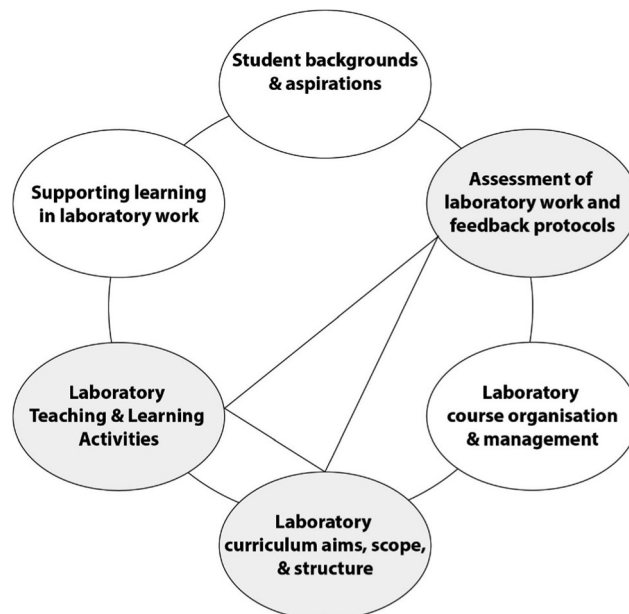 Student backgrounds
& aspirations
Assessment of
laboratory work and
feedback protocols
Supporting learning
in laboratory work
Laboratory
course organisation
& management
Laboratory
Teaching & Learning
Activities
Laboratory
curriculum aims, scope,
& structure